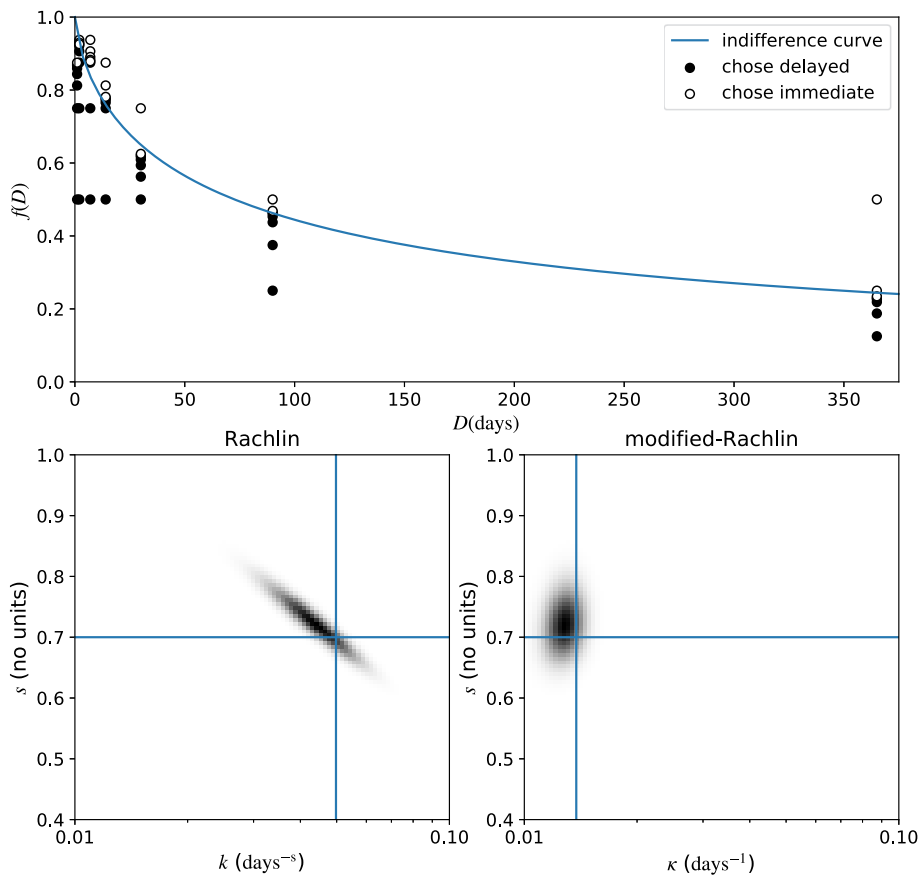 1.0
0.8
0.6
0.4
0.2
0.0
f(D)
indifference curve
chose delayed
chose immediate
0 50 100 150 200 250 300 350
D(days)
Rachlin
1.0
0.9
0.8
0.7
0.6
0.5
0.4
s (no units)
0.01 0.10
k (days⁻ˢ)
modified-Rachlin
1.0
0.9
0.8
0.7
0.6
0.5
0.4
s (no units)
0.01 0.10
κ (days⁻¹)